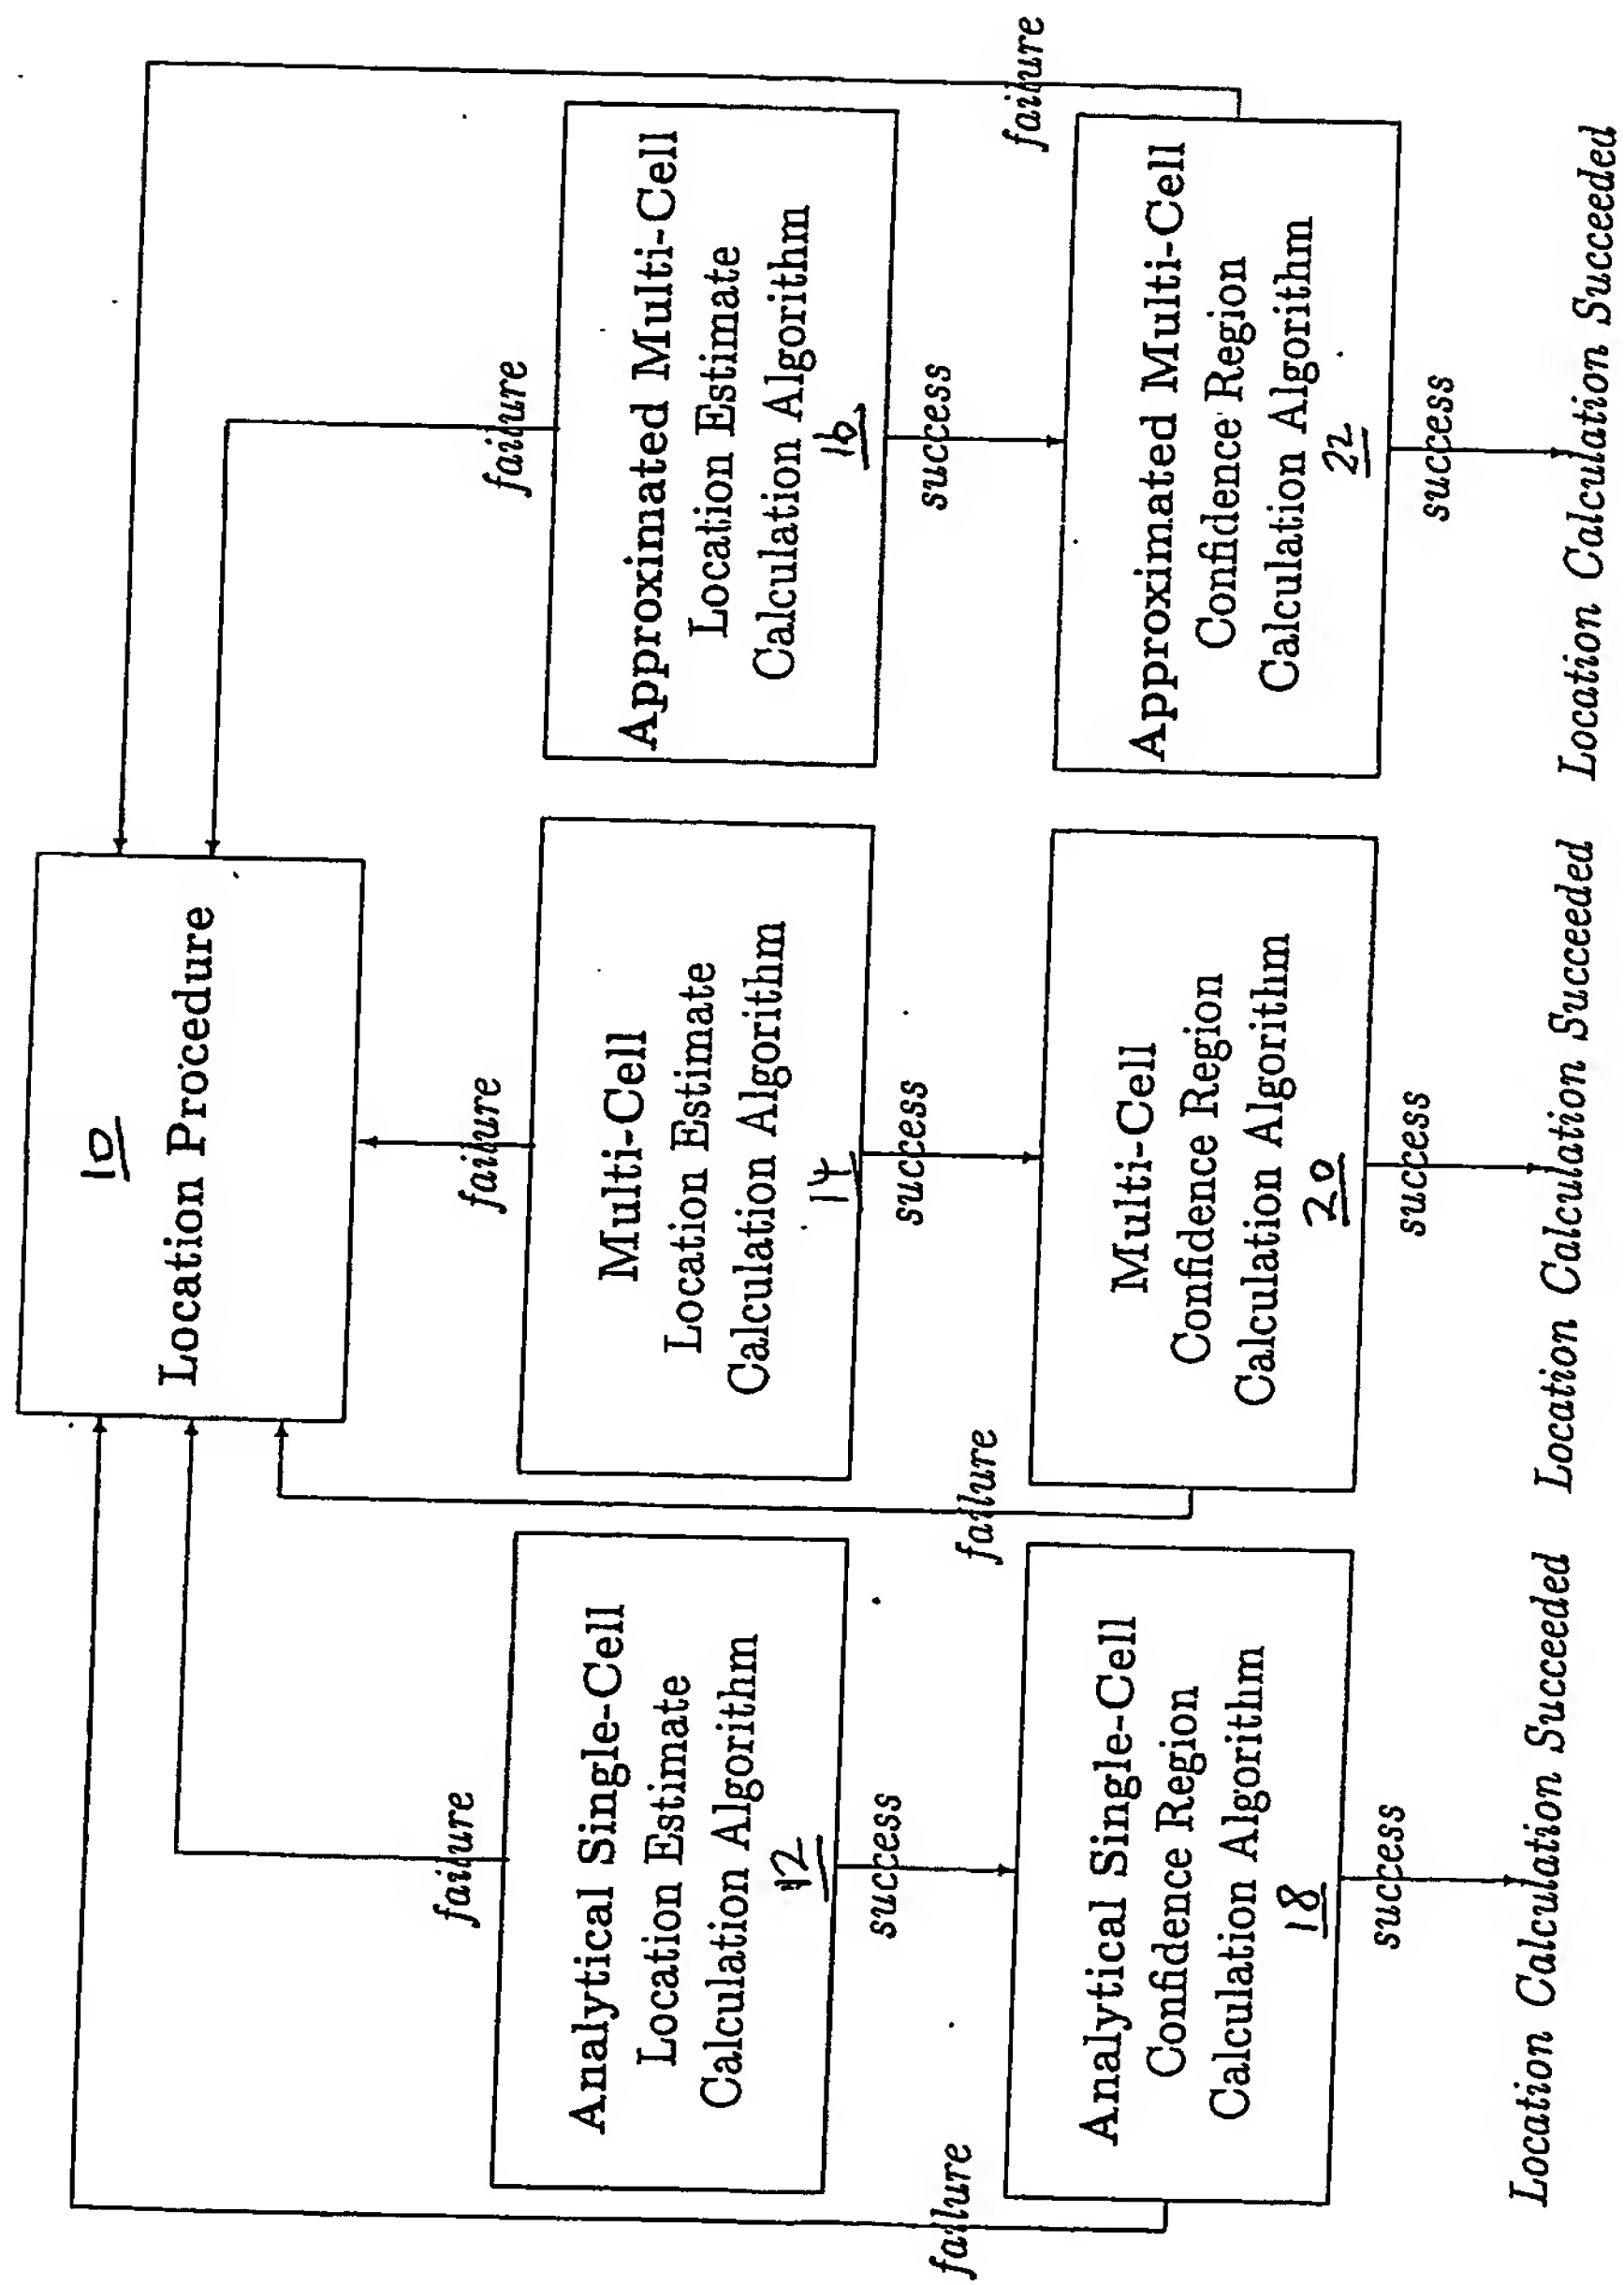 10
Location Procedure
failure
failure
failure
Analytical Single-Cell
Location Estimate
Calculation Algorithm
12
Multi-Cell
Location Estimate
Calculation Algorithm
14
Approximated Multi-Cell
Location Estimate
Calculation Algorithm
16
failure
success
failure
success
success
failure
Analytical Single-Cell
Confidence Region
Calculation Algorithm
18
Multi-Cell
Confidence Region
Calculation Algorithm
20
Approximated Multi-Cell
Confidence Region
Calculation Algorithm
22
success
success
success
Location Calculation Succeeded
Location Calculation Succeeded
Location Calculation Succeeded